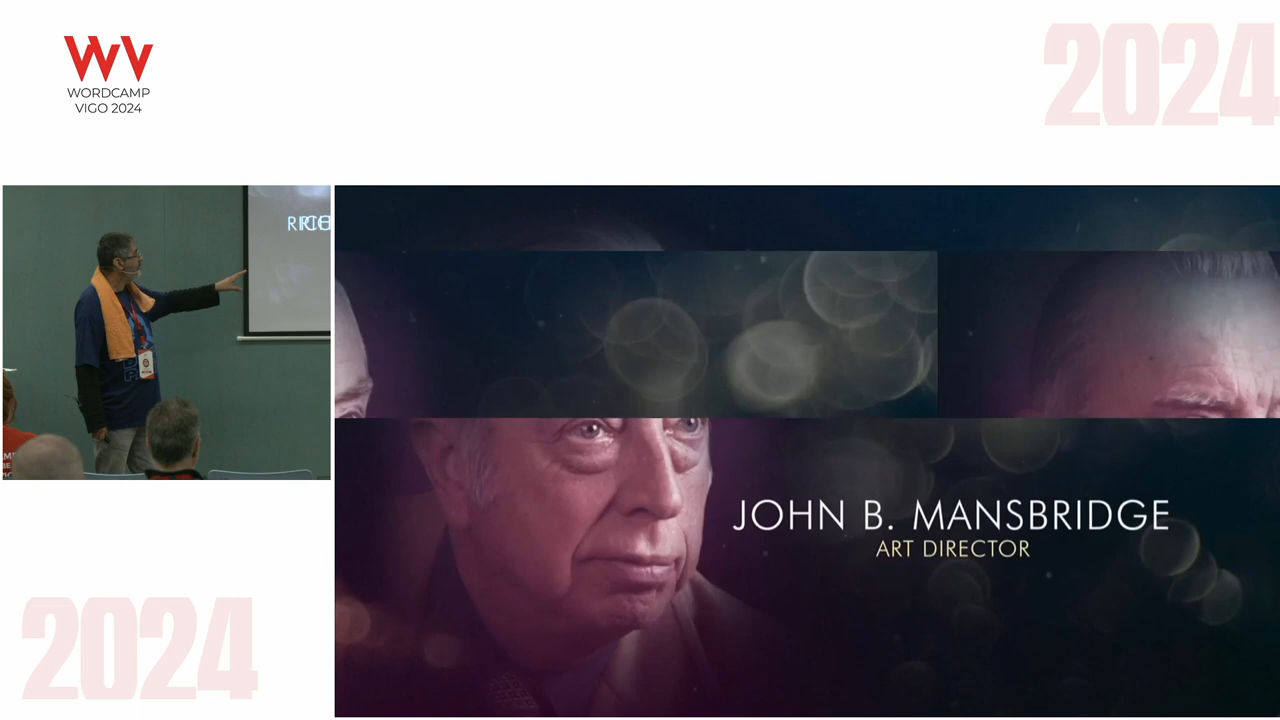 WORDCAMP
VIGO 2024
2024
JOHN B. MANSBRIDGE
ART DIRECTOR
2024